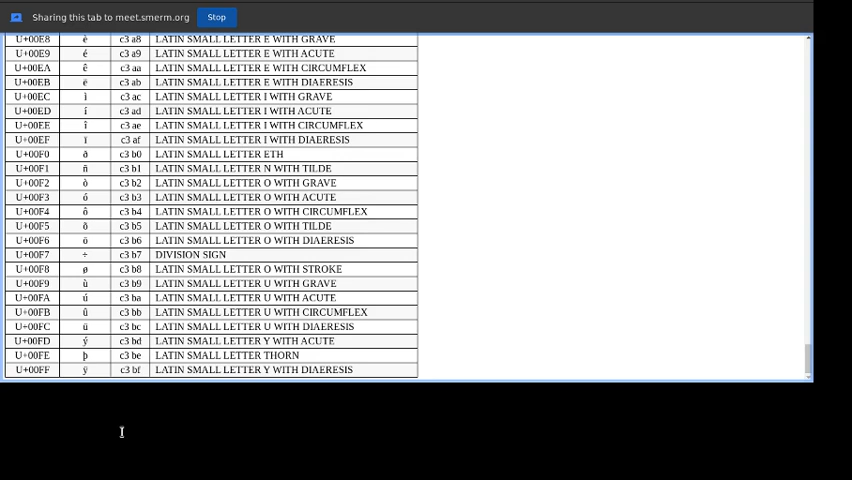 Sharing this tab to meet.smerm.org Stop
U+00E8 è c3 a8 LATIN SMALL LETTER E WITH GRAVE
U+00E9 é c3 a9 LATIN SMALL LETTER E WITH ACUTE
U+00EA ê c3 aa LATIN SMALL LETTER E WITH CIRCUMFLEX
U+00EB ë c3 ab LATIN SMALL LETTER E WITH DIAERESIS
U+00EC ì c3 ac LATIN SMALL LETTER I WITH GRAVE
U+00ED í c3 ad LATIN SMALL LETTER I WITH ACUTE
U+00EE î c3 ae LATIN SMALL LETTER I WITH CIRCUMFLEX
U+00EF ï c3 af LATIN SMALL LETTER I WITH DIAERESIS
U+00F0 ð c3 b0 LATIN SMALL LETTER ETH
U+00F1 ñ c3 b1 LATIN SMALL LETTER N WITH TILDE
U+00F2 ò c3 b2 LATIN SMALL LETTER O WITH GRAVE
U+00F3 ó c3 b3 LATIN SMALL LETTER O WITH ACUTE
U+00F4 ô c3 b4 LATIN SMALL LETTER O WITH CIRCUMFLEX
U+00F5 õ c3 b5 LATIN SMALL LETTER O WITH TILDE
U+00F6 ö c3 b6 LATIN SMALL LETTER O WITH DIAERESIS
U+00F7 ÷ c3 b7 DIVISION SIGN
U+00F8 ø c3 b8 LATIN SMALL LETTER O WITH STROKE
U+00F9 ù c3 b9 LATIN SMALL LETTER U WITH GRAVE
U+00FA ú c3 ba LATIN SMALL LETTER U WITH ACUTE
U+00FB û c3 bb LATIN SMALL LETTER U WITH CIRCUMFLEX
U+00FC ü c3 bc LATIN SMALL LETTER U WITH DIAERESIS
U+00FD ý c3 bd LATIN SMALL LETTER Y WITH ACUTE
U+00FE þ c3 be LATIN SMALL LETTER THORN
U+00FF ÿ c3 bf LATIN SMALL LETTER Y WITH DIAERESIS